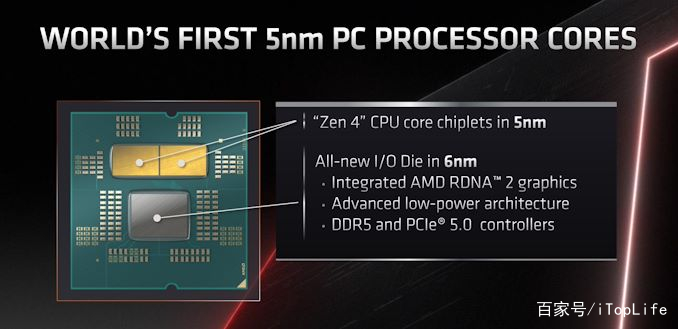 WORLD'S FIRST 5nm PC PROCESSOR CORES
“Zen 4” CPU core chiplets in 5nm
All-new I/O Die in 6nm
• Integrated AMD RDNA™ 2 graphics
• Advanced low-power architecture
• DDR5 and PCIe® 5.0 controllers
AMD
百家号/iTopLife